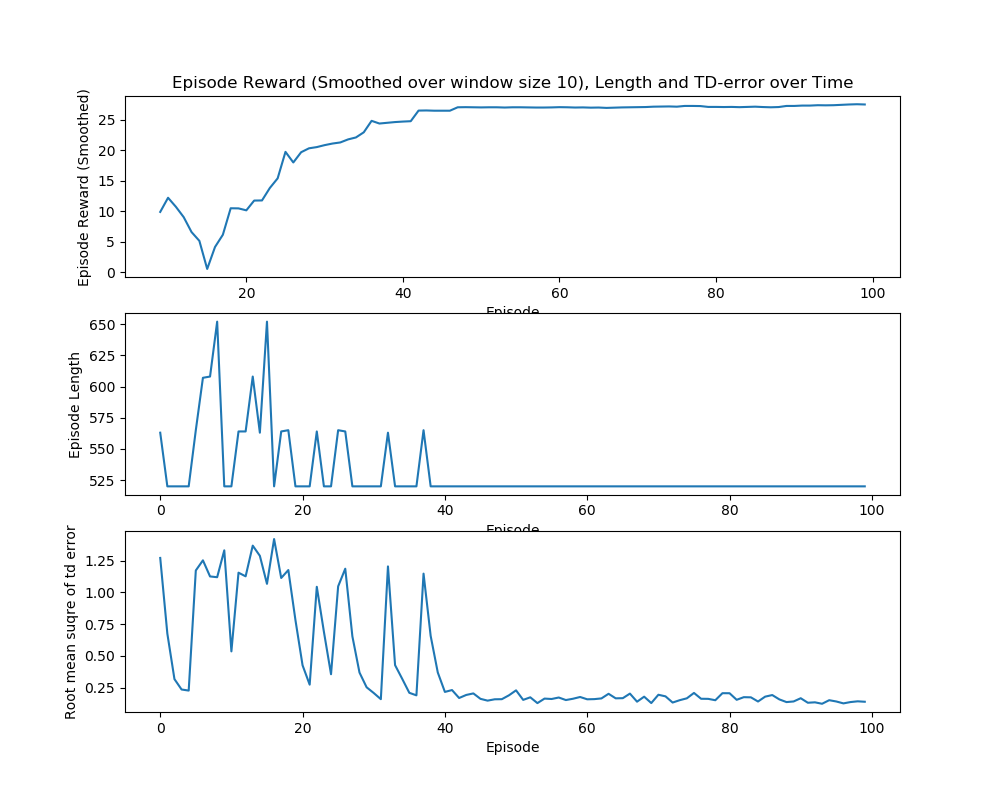 Episode Reward (Smoothed over window size 10), Length and TD-error over Time
Episode Reward (Smoothed)
25
20
15
10
5
0
20 40 60 80 100
Episode
Episode Length
650
625
600
575
550
525
0 20 40 60 80 100
Episode
Root mean suqre of td error
1.25
1.00
0.75
0.50
0.25
0 20 40 60 80 100
Episode